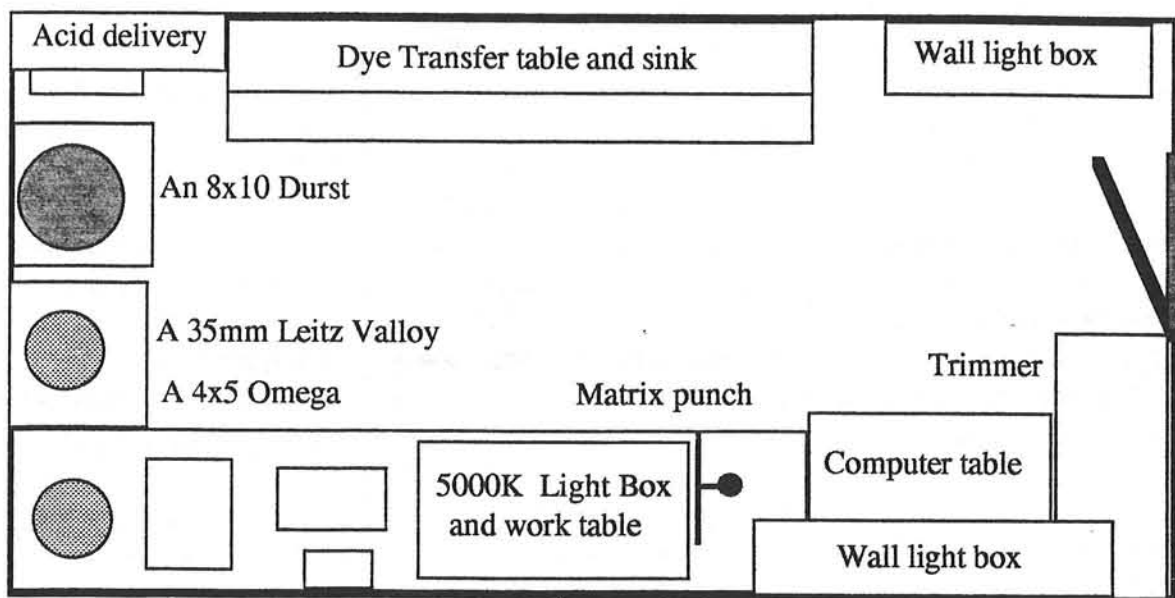 Acid delivery
Dye Transfer table and sink
Wall light box
An 8x10 Durst
A 35mm Leitz Valloy
A 4x5 Omega
Matrix punch
Trimmer
5000K Light Box
and work table
Computer table
Wall light box